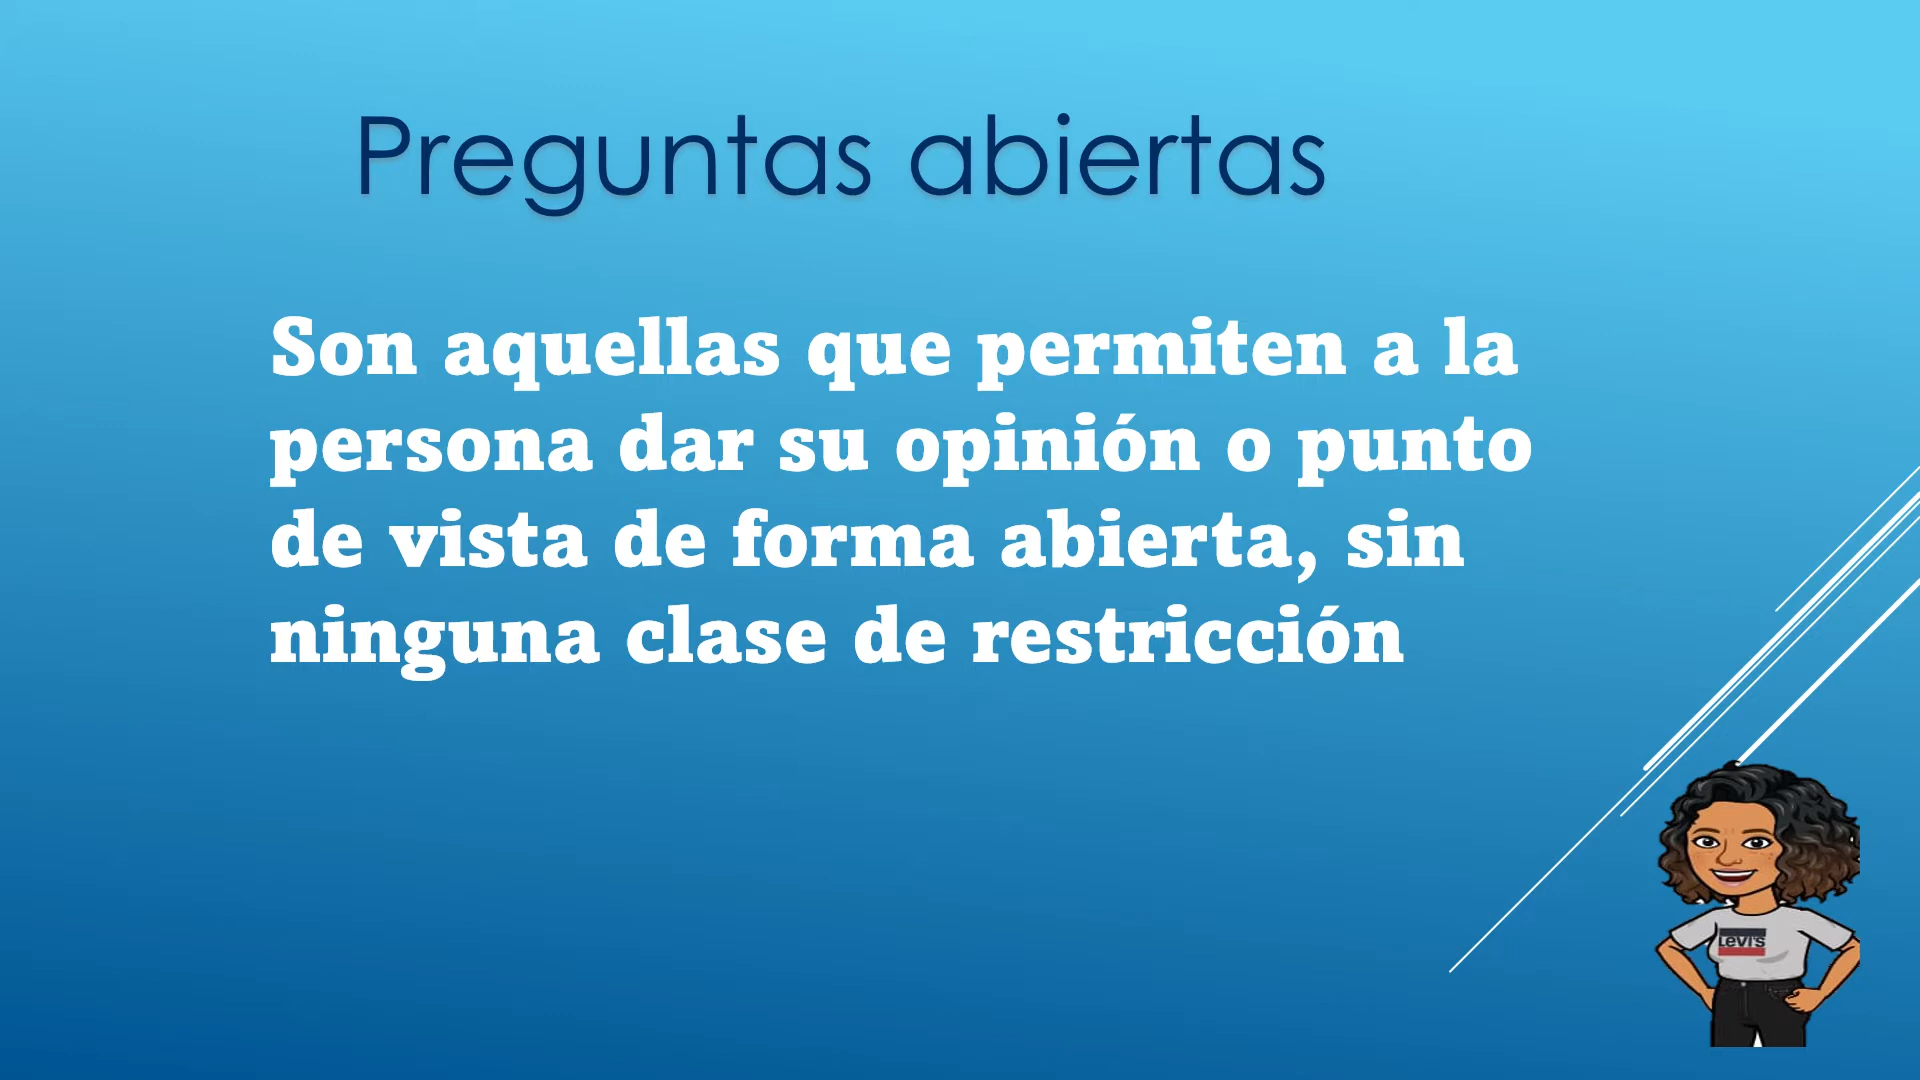 Preguntas abiertas
Son aquellas que permiten a la
persona dar su opinión o punto
de vista de forma abierta, sin
ninguna clase de restricción
LEVI'S